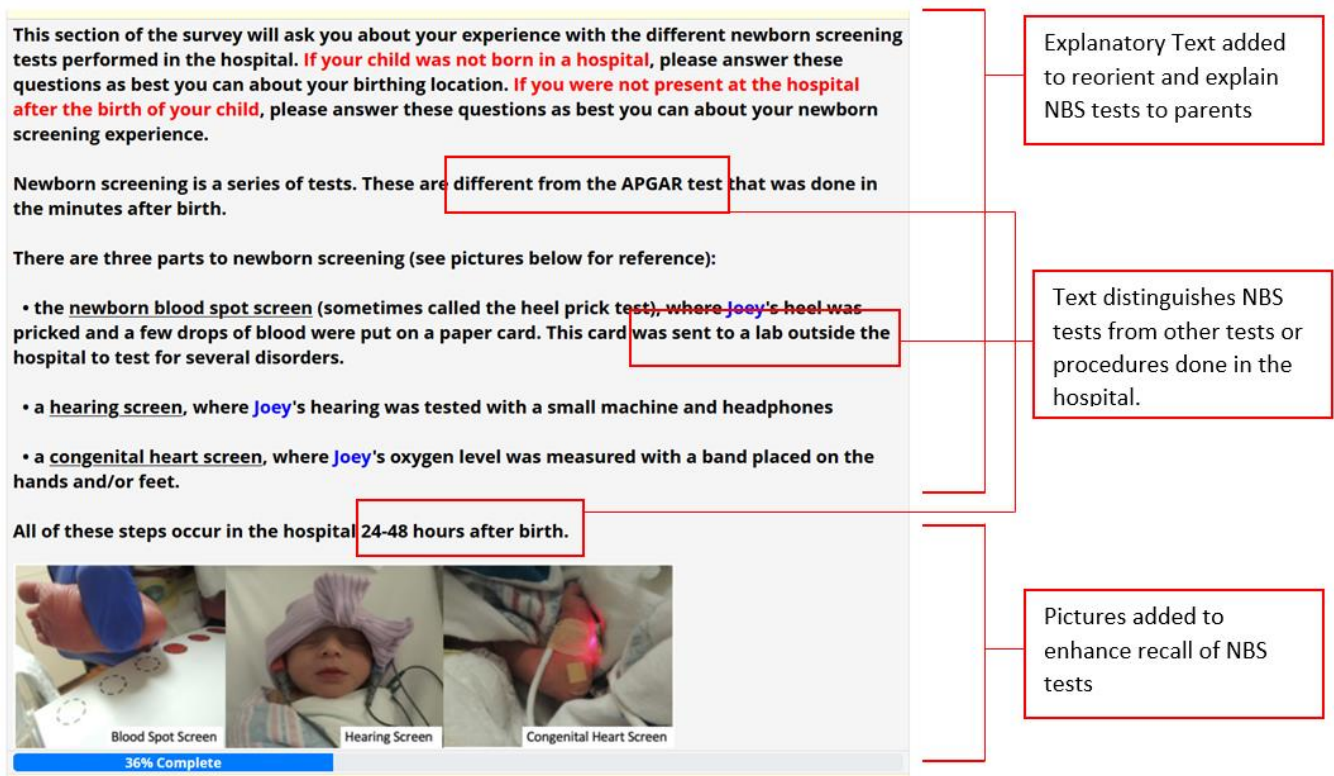 This section of the survey will ask you about your experience with the different newborn screening
tests performed in the hospital. If your child was not born in a hospital, please answer these
questions as best you can about your birthing location. If you were not present at the hospital
after the birth of your child, please answer these questions as best you can about your newborn
screening experience.
Newborn screening is a series of tests. These are different from the APGAR test that was done in
the minutes after birth.
There are three parts to newborn screening (see pictures below for reference):
• the newborn blood spot screen (sometimes called the heel prick test), where Joey's heel was
pricked and a few drops of blood were put on a paper card. This card was sent to a lab outside the
hospital to test for several disorders.
• a hearing screen, where Joey's hearing was tested with a small machine and headphones
• a congenital heart screen, where Joey's oxygen level was measured with a band placed on the
hands and/or feet.
All of these steps occur in the hospital 24-48 hours after birth.
Blood Spot Screen
Hearing Screen
Congenital Heart Screen
36% Complete
Explanatory Text added
to reorient and explain
NBS tests to parents
Text distinguishes NBS
tests from other tests or
procedures done in the
hospital.
Pictures added to
enhance recall of NBS
tests